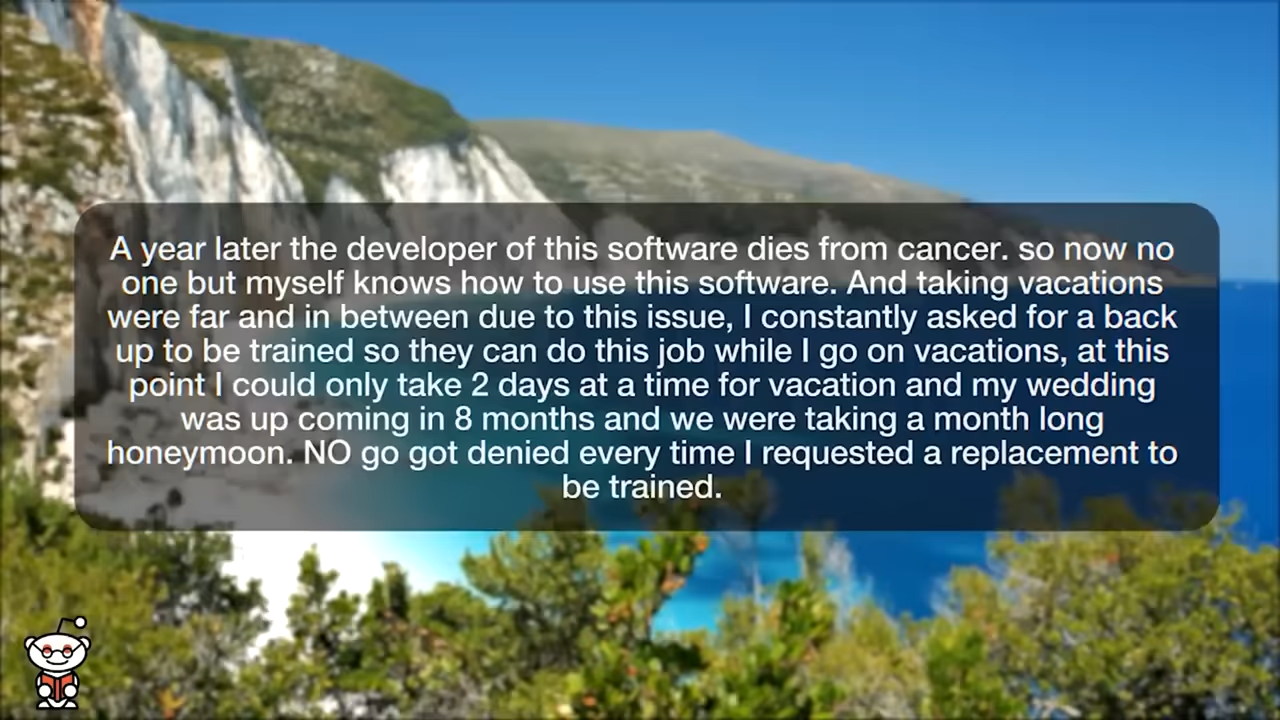 A year later the developer of this software dies from cancer. so now no
one but myself knows how to use this software. And taking vacations
were far and in between due to this issue, I constantly asked for a back
up to be trained so they can do this job while I go on vacations, at this
point I could only take 2 days at a time for vacation and my wedding
was up coming in 8 months and we were taking a month long
honeymoon. NO go got denied every time I requested a replacement to
be trained.